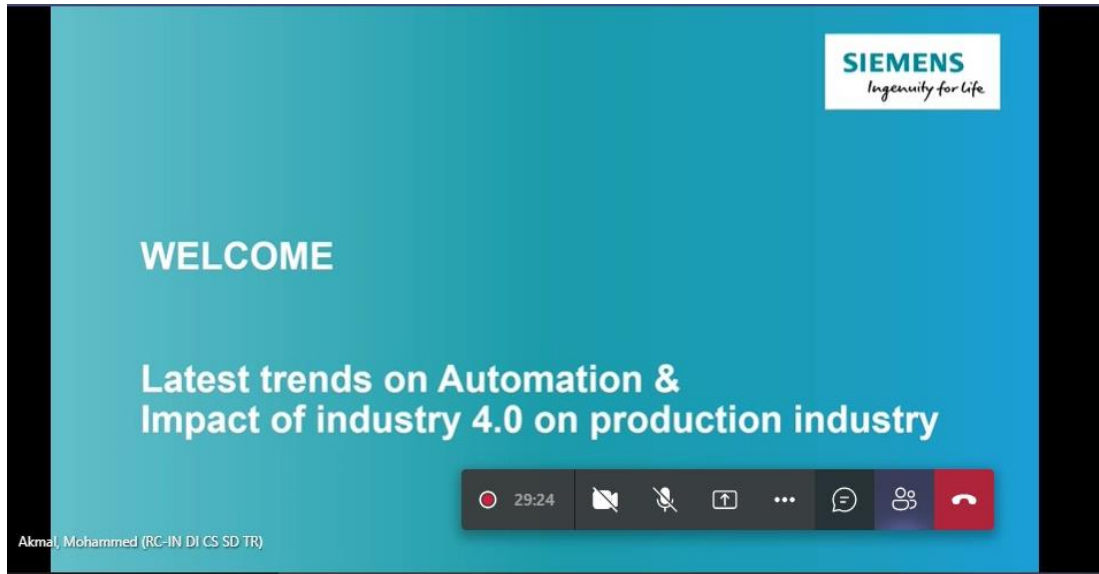 SIEMENS
Ingenuity for life
WELCOME
Latest trends on Automation &
Impact of industry 4.0 on production industry
29:24
Akmal, Mohammed (RC-IN DI CS SD TR)